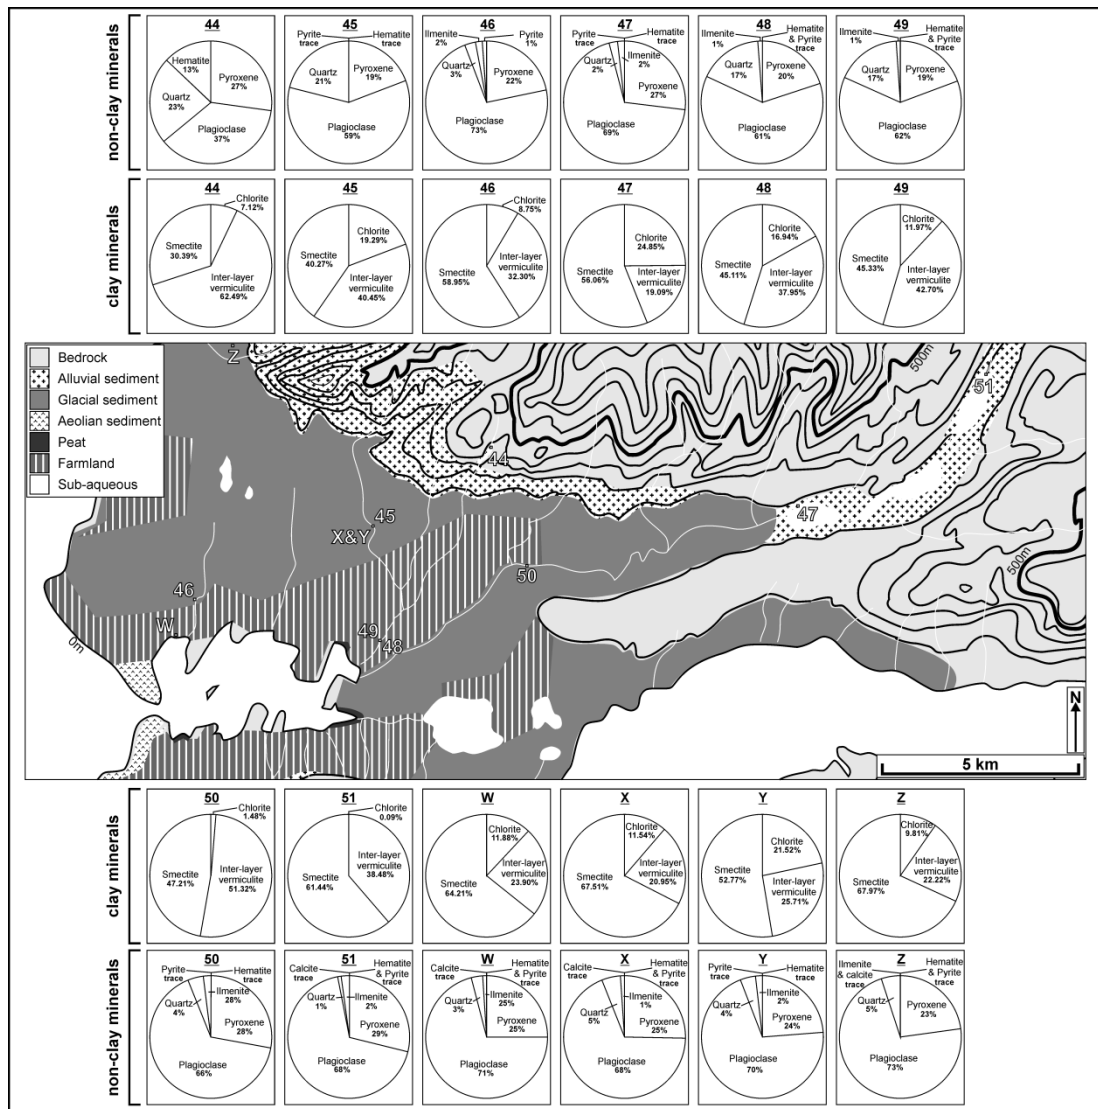 non-clay minerals
44
Hematite
13%
Pyroxene
27%
Quartz
23%
Plagioclase
37%
45
Pyrite
trace
Hematite
trace
Quartz
21%
Pyroxene
19%
Plagioclase
59%
46
Ilmenite
2%
Pyrite
1%
Quartz
3%
Pyroxene
22%
Plagioclase
73%
47
Pyrite
trace
Hematite
trace
Quartz
2%
Ilmenite
2%
Pyroxene
27%
Plagioclase
69%
48
Ilmenite
1%
Hematite
& Pyrite
trace
Quartz
17%
Pyroxene
20%
Plagioclase
61%
49
Ilmenite
1%
Hematite
& Pyrite
trace
Quartz
17%
Pyroxene
19%
Plagioclase
62%
clay minerals
44
Chlorite
7.12%
Smectite
30.39%
Inter-layer
vermiculite
62.49%
45
Chlorite
19.29%
Smectite
40.27%
Inter-layer
vermiculite
40.45%
46
Chlorite
8.75%
Smectite
58.95%
Inter-layer
vermiculite
32.30%
47
Chlorite
24.85%
Smectite
56.06%
Inter-layer
vermiculite
19.09%
48
Chlorite
16.94%
Smectite
45.11%
Inter-layer
vermiculite
37.95%
49
Chlorite
11.97%
Smectite
45.33%
Inter-layer
vermiculite
42.70%
Bedrock
Alluvial sediment
Glacial sediment
Aeolian sediment
Peat
Farmland
Sub-aqueous
Z
500m
51
44
45
X&Y
47
46
50
500m
W
49
48
0m
N
5 km
clay minerals
50
Chlorite
1.48%
Smectite
47.21%
Inter-layer
vermiculite
51.32%
51
Chlorite
0.09%
Smectite
61.44%
Inter-layer
vermiculite
38.48%
W
Chlorite
11.88%
Smectite
64.21%
Inter-layer
vermiculite
23.90%
X
Chlorite
11.54%
Smectite
67.51%
Inter-layer
vermiculite
20.95%
Y
Chlorite
21.52%
Smectite
52.77%
Inter-layer
vermiculite
25.71%
Z
Chlorite
9.81%
Smectite
67.97%
Inter-layer
vermiculite
22.22%
non-clay minerals
50
Pyrite
trace
Hematite
trace
Quartz
4%
Ilmenite
28%
Pyroxene
28%
Plagioclase
66%
51
Calcite
trace
Hematite
& Pyrite
trace
Quartz
1%
Ilmenite
2%
Pyroxene
29%
Plagioclase
68%
W
Calcite
trace
Hematite
& Pyrite
trace
Quartz
3%
Ilmenite
25%
Pyroxene
25%
Plagioclase
71%
X
Calcite
trace
Hematite
& Pyrite
trace
Quartz
5%
Ilmenite
1%
Pyroxene
25%
Plagioclase
68%
Y
Pyrite
trace
Hematite
trace
Quartz
4%
Ilmenite
2%
Pyroxene
24%
Plagioclase
70%
Z
Ilmenite
& calcite
trace
Hematite
& Pyrite
trace
Quartz
5%
Pyroxene
23%
Plagioclase
73%